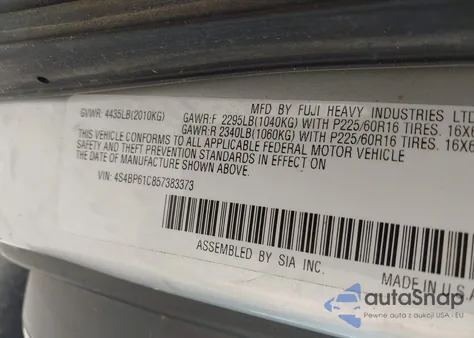 MFD BY FUJI HEAVY INDUSTRIES LTD
GVWR: 4435LB(2010KG) GAWR:F 2295LB(1040KG) WITH P225/60R16 TIRES. 16X
GAWR:R 2340LB(1060KG) WITH P225/60R16 TIRES. 16X6
THIS VEHICLE CONFORMS TO ALL APPLICABLE FEDERAL MOTOR VEHICLE
SAFETY AND THEFT PREVENTION STANDARDS IN EFFECT ON
THE DATE OF MANUFACTURE SHOWN ABOVE.
VIN: 4S4BP61C857383373
ASSEMBLED BY SIA INC.
MADE IN U.S.A
autoSnap
Pewne auta z aukcji USA i EU